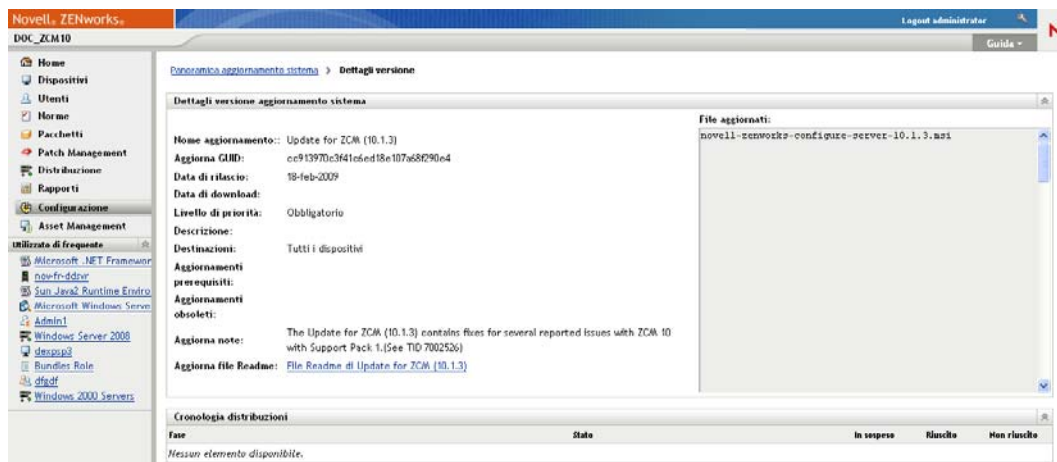 Novell® ZENworks®
Logout administrator
DOC_ZCM10
Guida
Home
Dispositivi
Utenti
Norme
Pacchetti
Patch Management
Distribuzione
Rapporti
Configurazione
Asset Management
Utilizzato di frequente
Microsoft .NET Framewor
nov-fr-ddsvr
Sun Java2 Runtime Enviro
Microsoft Windows Serve
Admin1
Windows Server 2008
dexpsp3
Bundles Role
dfgdf
Windows 2000 Servers
Panoramica aggiornamento sistema > Dettagli versione
Dettagli versione aggiornamento sistema
Nome aggiornamento:: Update for ZCM (10.1.3)
Aggiorna GUID: cc913970c3f41c6ed18e107a68f290e4
Data di rilascio: 18-feb-2009
Data di download:
Livello di priorità: Obbligatorio
Descrizione:
Destinazioni: Tutti i dispositivi
Aggiornamenti
prerequisiti:
Aggiornamenti
obsoleti:
Aggiorna note: The Update for ZCM (10.1.3) contains fixes for several reported issues with ZCM 10
with Support Pack 1.(See TID 7002526)
Aggiorna file Readme: File Readme di Update for ZCM (10.1.3)
File aggiornati:
novell-zenworks-configure-server-10.1.3.msi
Cronologia distribuzioni
Fase Stato In sospeso Riuscito Non riuscito
Nessun elemento disponibile.